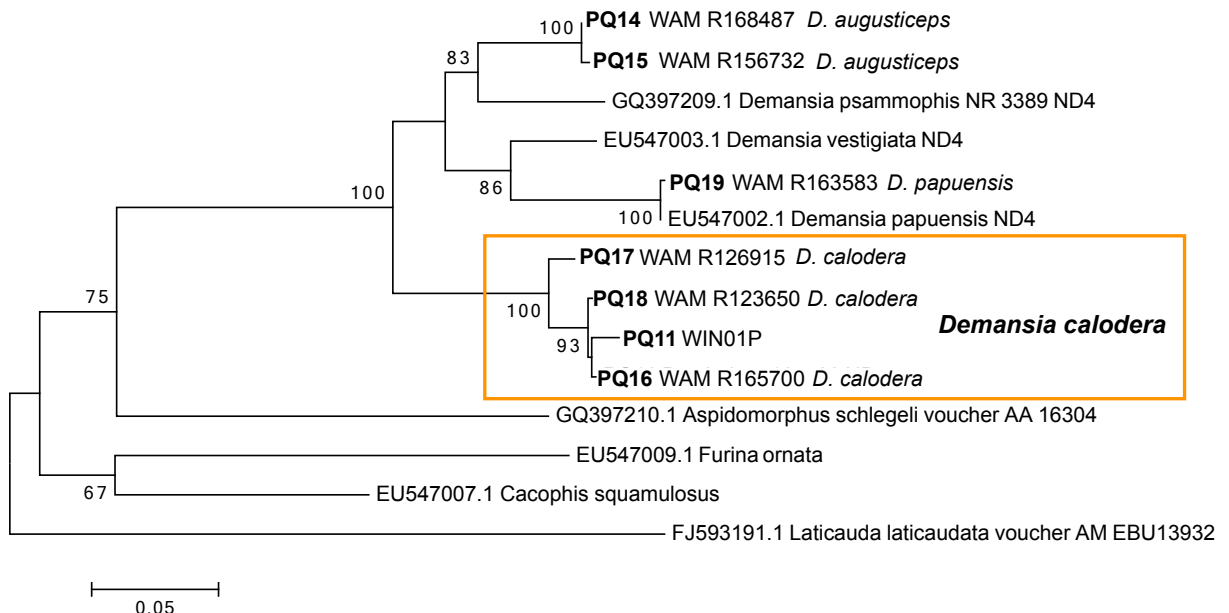 PQ14 WAM R168487 D. augusticeps
100
83
PQ15 WAM R156732 D. augusticeps
GQ397209.1 Demansia psammophis NR 3389 ND4
EU547003.1 Demansia vestigiata ND4
86
100
PQ19 WAM R163583 D. papuensis
100 EU547002.1 Demansia papuensis ND4
PQ17 WAM R126915 D. calodera
75
100
PQ18 WAM R123650 D. calodera
Demansia calodera
93
PQ11 WIN01P
PQ16 WAM R165700 D. calodera
GQ397210.1 Aspidomorphus schlegeli voucher AA 16304
EU547009.1 Furina ornata
67
EU547007.1 Cacophis squamulosus
FJ593191.1 Laticauda laticaudata voucher AM EBU13932
0.05